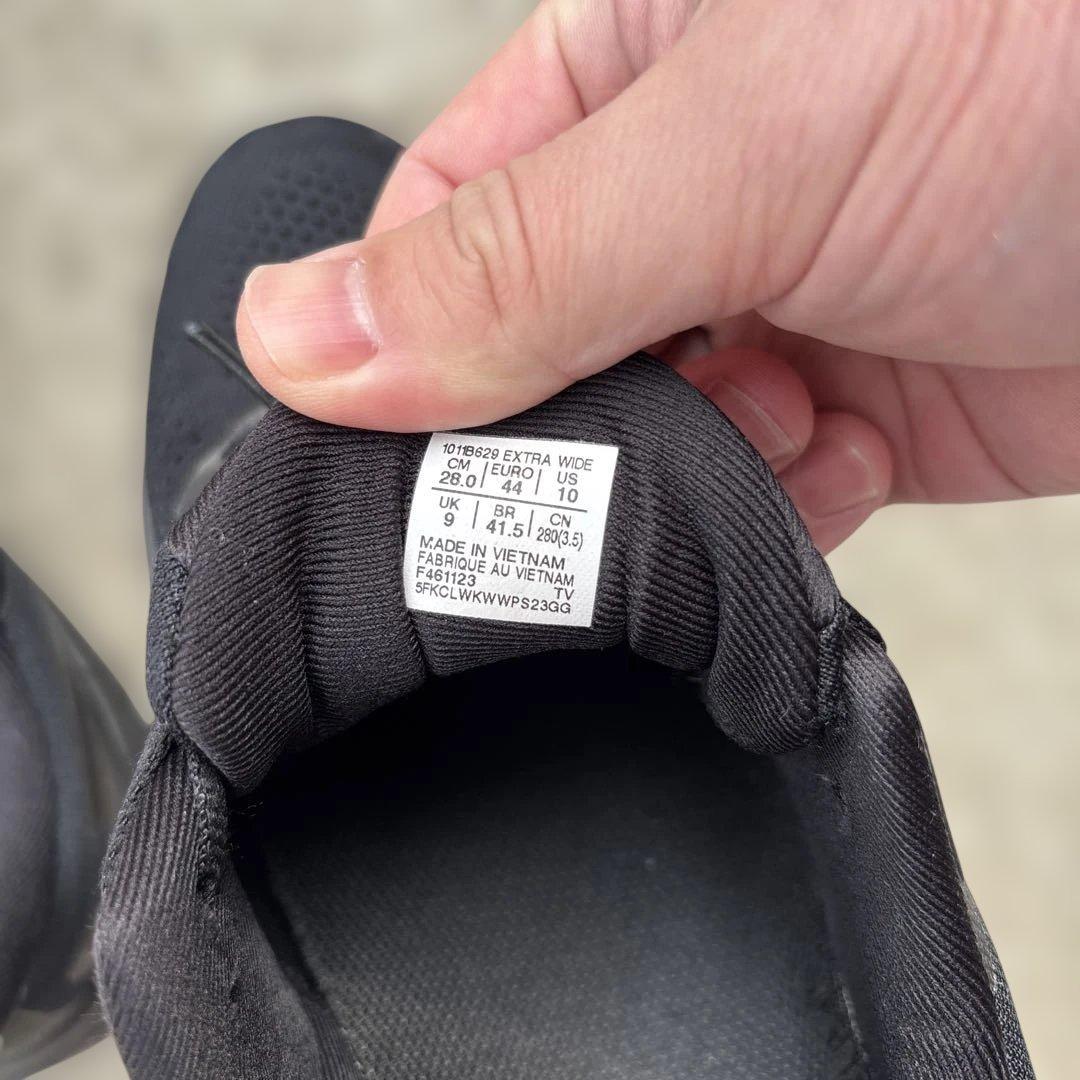 1011B629 EXTRA WIDE
CM | EURO | US
28.0 | 44 | 10
UK | BR | CN
9 | 41.5 | 280(3.5)
MADE IN VIETNAM
FABRIQUE AU VIETNAM
F461123 TV
5FKCLWKWWPS23GG